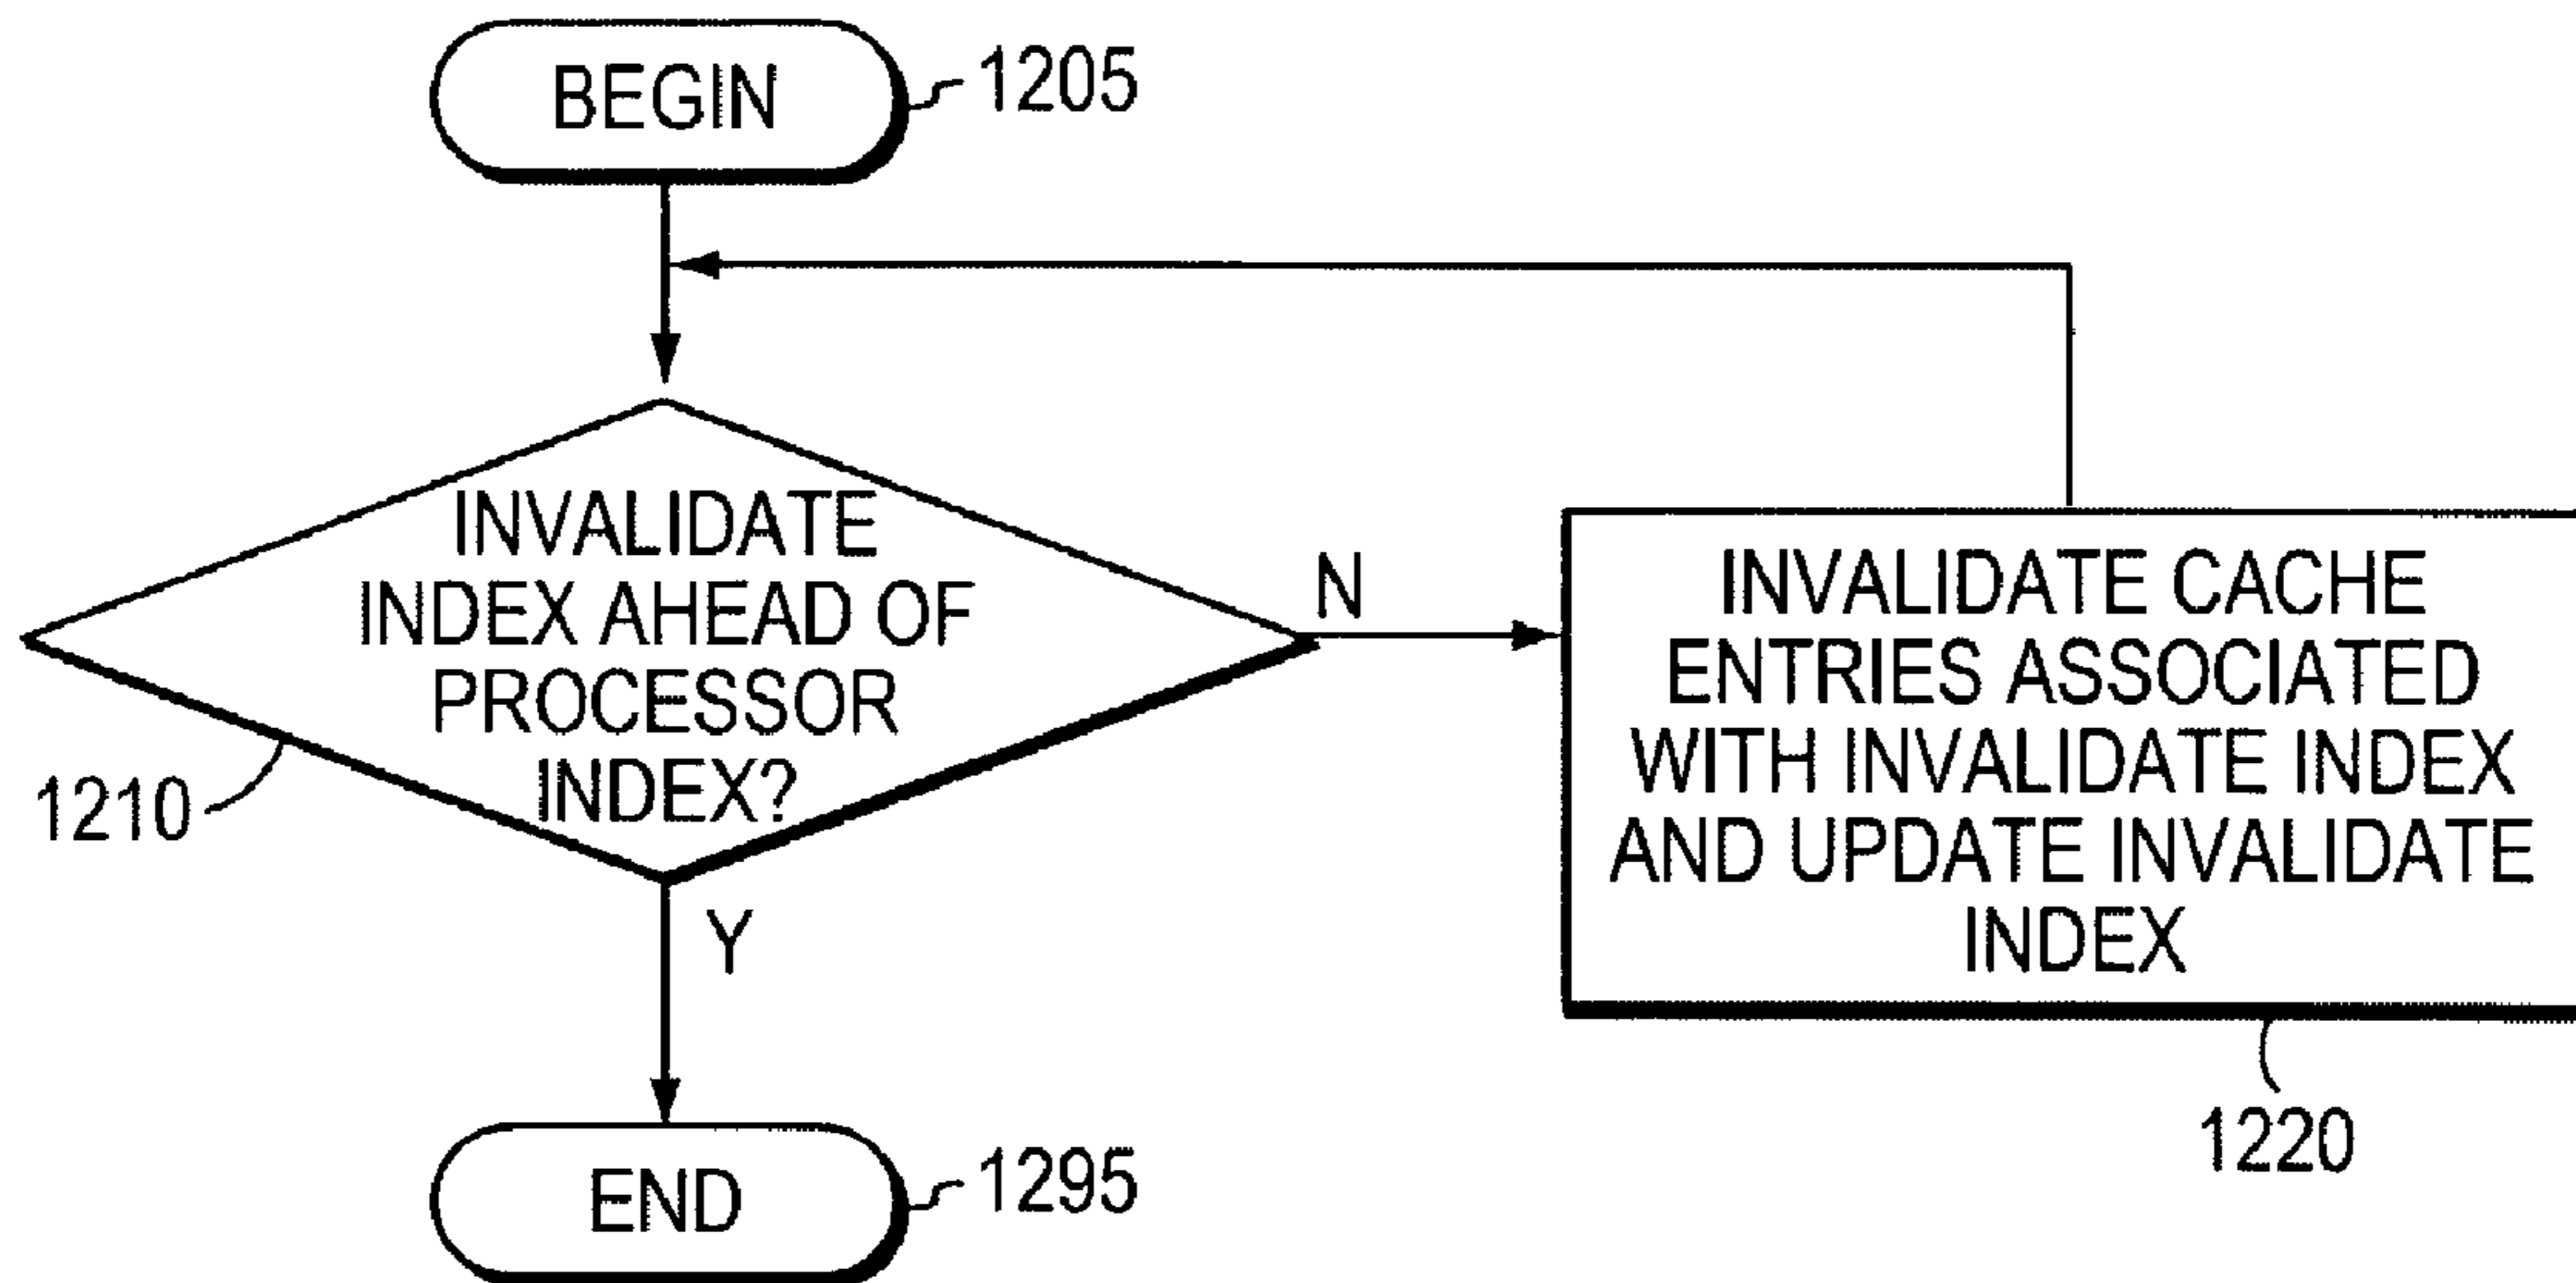 BEGIN
1205
INVALIDATE
INDEX AHEAD OF
PROCESSOR
INDEX?
1210
N
INVALIDATE CACHE
ENTRIES ASSOCIATED
WITH INVALIDATE INDEX
AND UPDATE INVALIDATE
INDEX
1220
Y
END
1295